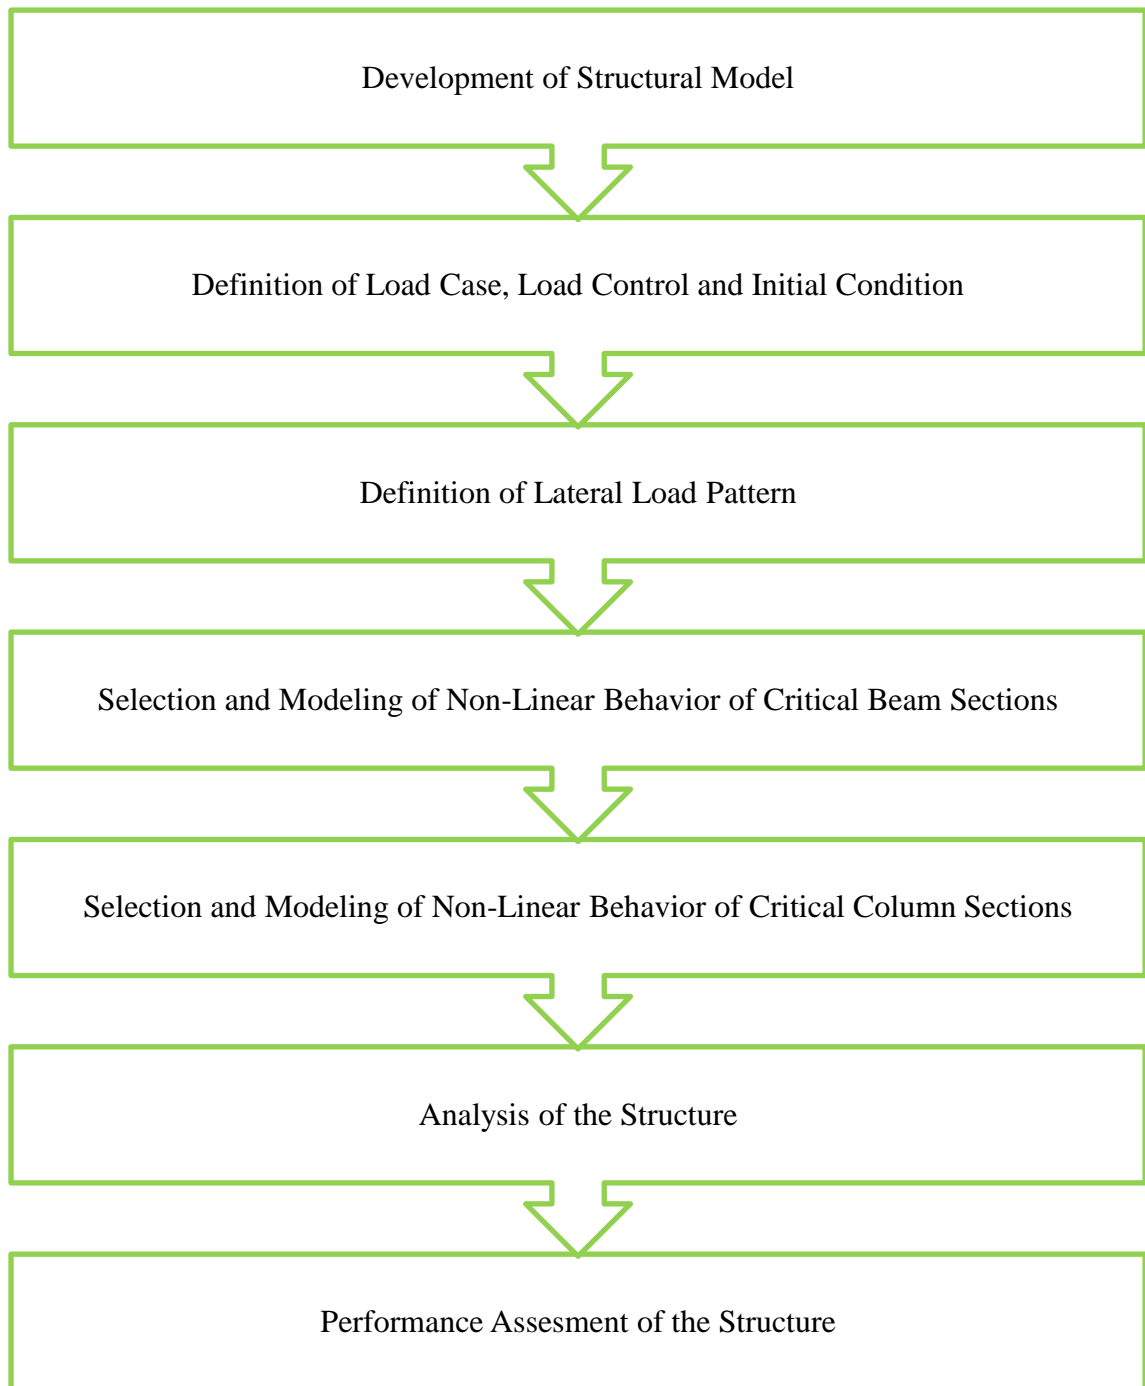 Development of Structural Model
Definition of Load Case, Load Control and Initial Condition
Definition of Lateral Load Pattern
Selection and Modeling of Non-Linear Behavior of Critical Beam Sections
Selection and Modeling of Non-Linear Behavior of Critical Column Sections
Analysis of the Structure
Performance Assesment of the Structure